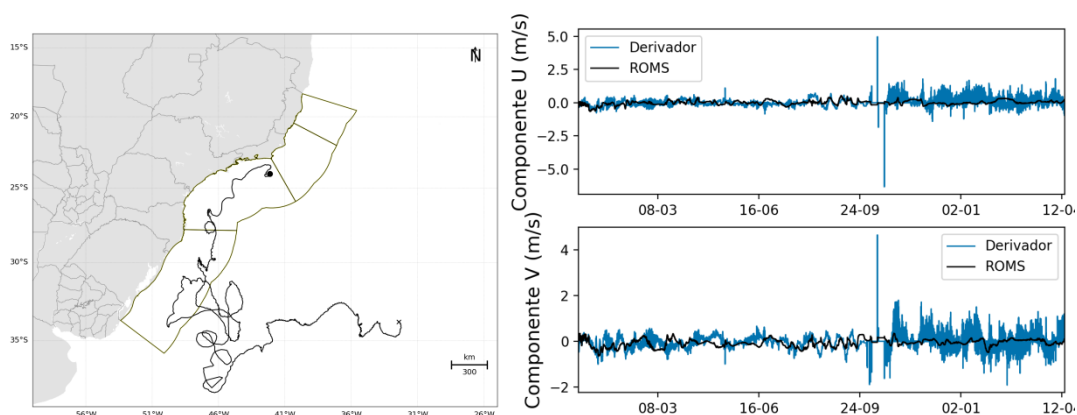 15°S
20°S
25°S
30°S
35°S
N
km
300
56°W
51°W
46°W
41°W
36°W
31°W
26°W
Componente U (m/s)
5.0
2.5
0.0
−2.5
−5.0
Derivador
ROMS
08-03
16-06
24-09
02-01
12-04
Componente V (m/s)
4
2
0
−2
Derivador
ROMS
08-03
16-06
24-09
02-01
12-04